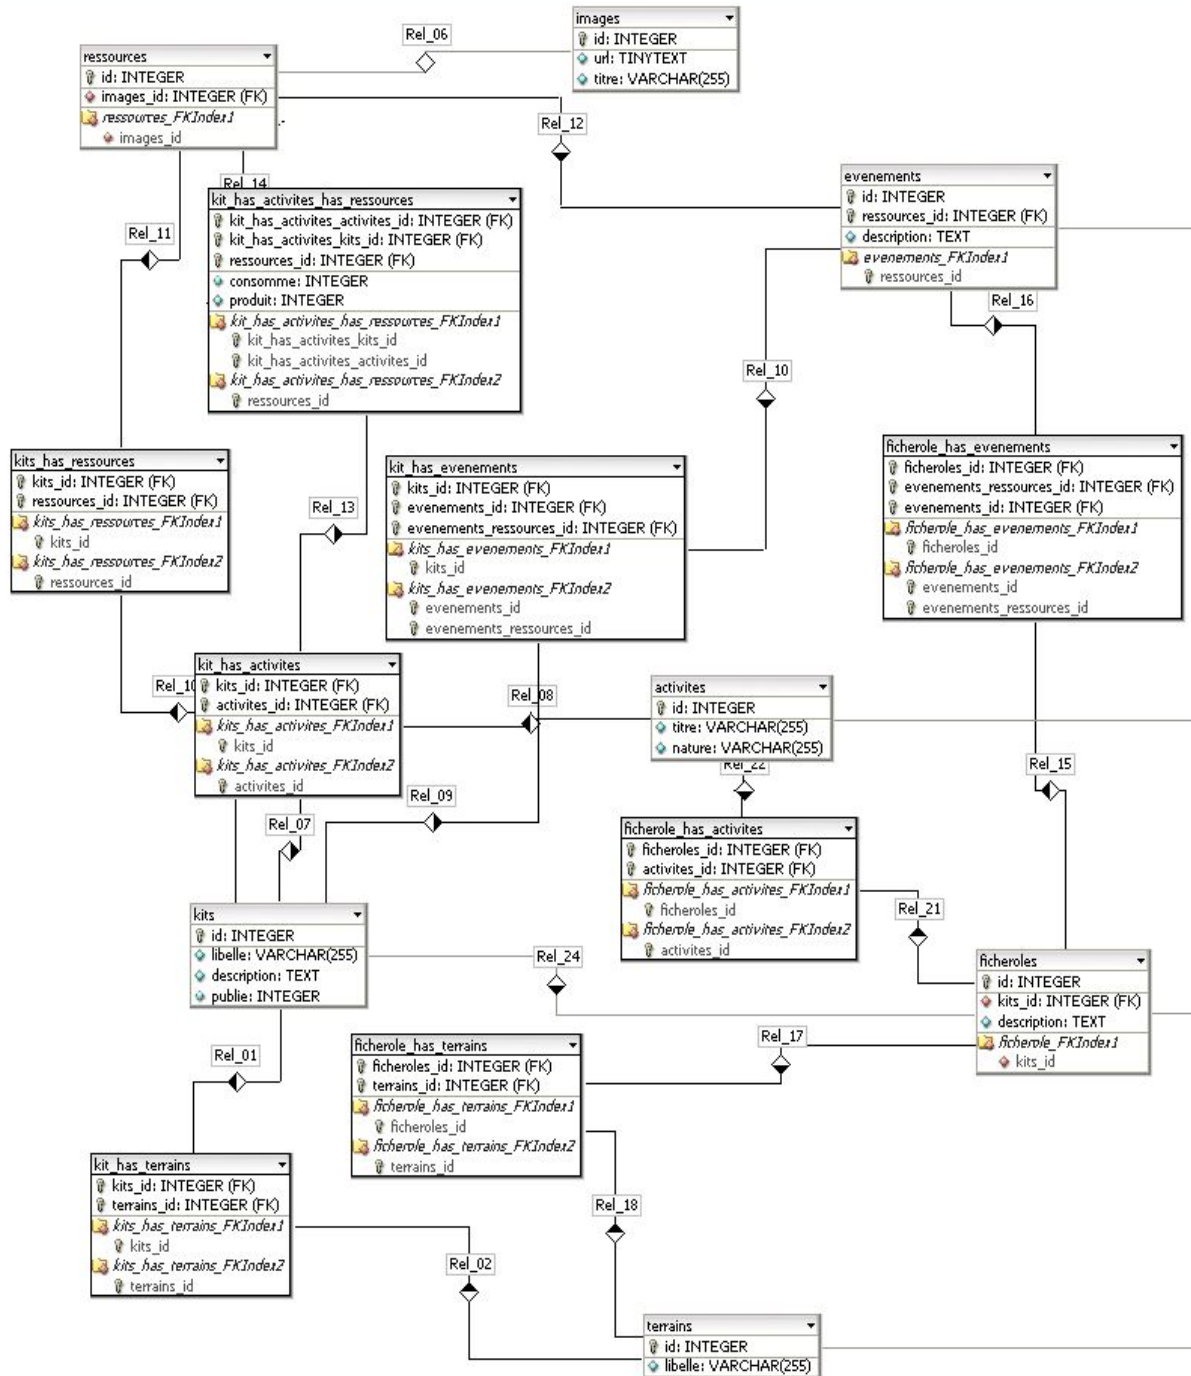 Rel_06
images
id: INTEGER
url: TINYTEXT
titre: VARCHAR(255)
ressources
id: INTEGER
images_id: INTEGER (FK)
ressources_FKIndex1
images_id
Rel_12
Rel_14
kit_has_activites_has_ressources
kit_has_activites_activites_id: INTEGER (FK)
kit_has_activites_kits_id: INTEGER (FK)
ressources_id: INTEGER (FK)
consomme: INTEGER
produit: INTEGER
kit_has_activites_has_ressources_FKIndex1
kit_has_activites_kits_id
kit_has_activites_activites_id
kit_has_activites_has_ressources_FKIndex2
ressources_id
evenements
id: INTEGER
ressources_id: INTEGER (FK)
description: TEXT
evenements_FKIndex1
ressources_id
Rel_11
Rel_16
Rel_10
kits_has_ressources
kits_id: INTEGER (FK)
ressources_id: INTEGER (FK)
kits_has_ressources_FKIndex1
kits_id
kits_has_ressources_FKIndex2
ressources_id
Rel_13
kit_has_evenements
kits_id: INTEGER (FK)
evenements_id: INTEGER (FK)
evenements_ressources_id: INTEGER (FK)
kits_has_evenements_FKIndex1
kits_id
kits_has_evenements_FKIndex2
evenements_id
evenements_ressources_id
ficherole_has_evenements
ficheroles_id: INTEGER (FK)
evenements_ressources_id: INTEGER (FK)
evenements_id: INTEGER (FK)
ficherole_has_evenements_FKIndex1
ficheroles_id
ficherole_has_evenements_FKIndex2
evenements_id
evenements_ressources_id
Rel_10
kit_has_activites
kits_id: INTEGER (FK)
activites_id: INTEGER (FK)
kits_has_activites_FKIndex1
kits_id
kits_has_activites_FKIndex2
activites_id
Rel_08
activites
id: INTEGER
titre: VARCHAR(255)
nature: VARCHAR(255)
Rel_22
Rel_15
Rel_09
Rel_07
ficherole_has_activites
ficheroles_id: INTEGER (FK)
activites_id: INTEGER (FK)
ficherole_has_activites_FKIndex1
ficheroles_id
ficherole_has_activites_FKIndex2
activites_id
Rel_21
kits
id: INTEGER
libelle: VARCHAR(255)
description: TEXT
publie: INTEGER
Rel_24
ficheroles
id: INTEGER
kits_id: INTEGER (FK)
description: TEXT
ficherole_FKIndex1
kits_id
Rel_01
ficherole_has_terrains
ficheroles_id: INTEGER (FK)
terrains_id: INTEGER (FK)
ficherole_has_terrains_FKIndex1
ficheroles_id
ficherole_has_terrains_FKIndex2
terrains_id
Rel_17
kit_has_terrains
kits_id: INTEGER (FK)
terrains_id: INTEGER (FK)
kits_has_terrains_FKIndex1
kits_id
kits_has_terrains_FKIndex2
terrains_id
Rel_18
Rel_02
terrains
id: INTEGER
libelle: VARCHAR(255)